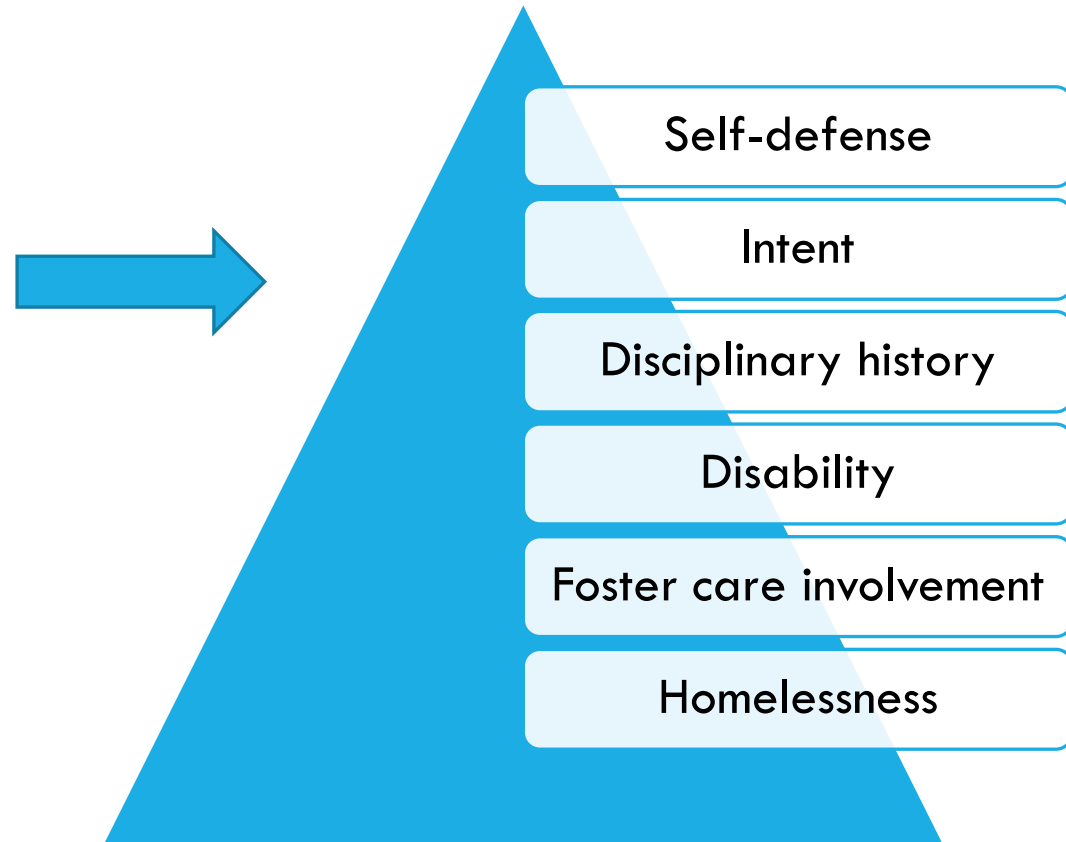 Self-defense
Intent
Disciplinary history
Disability
Foster care involvement
Homelessness